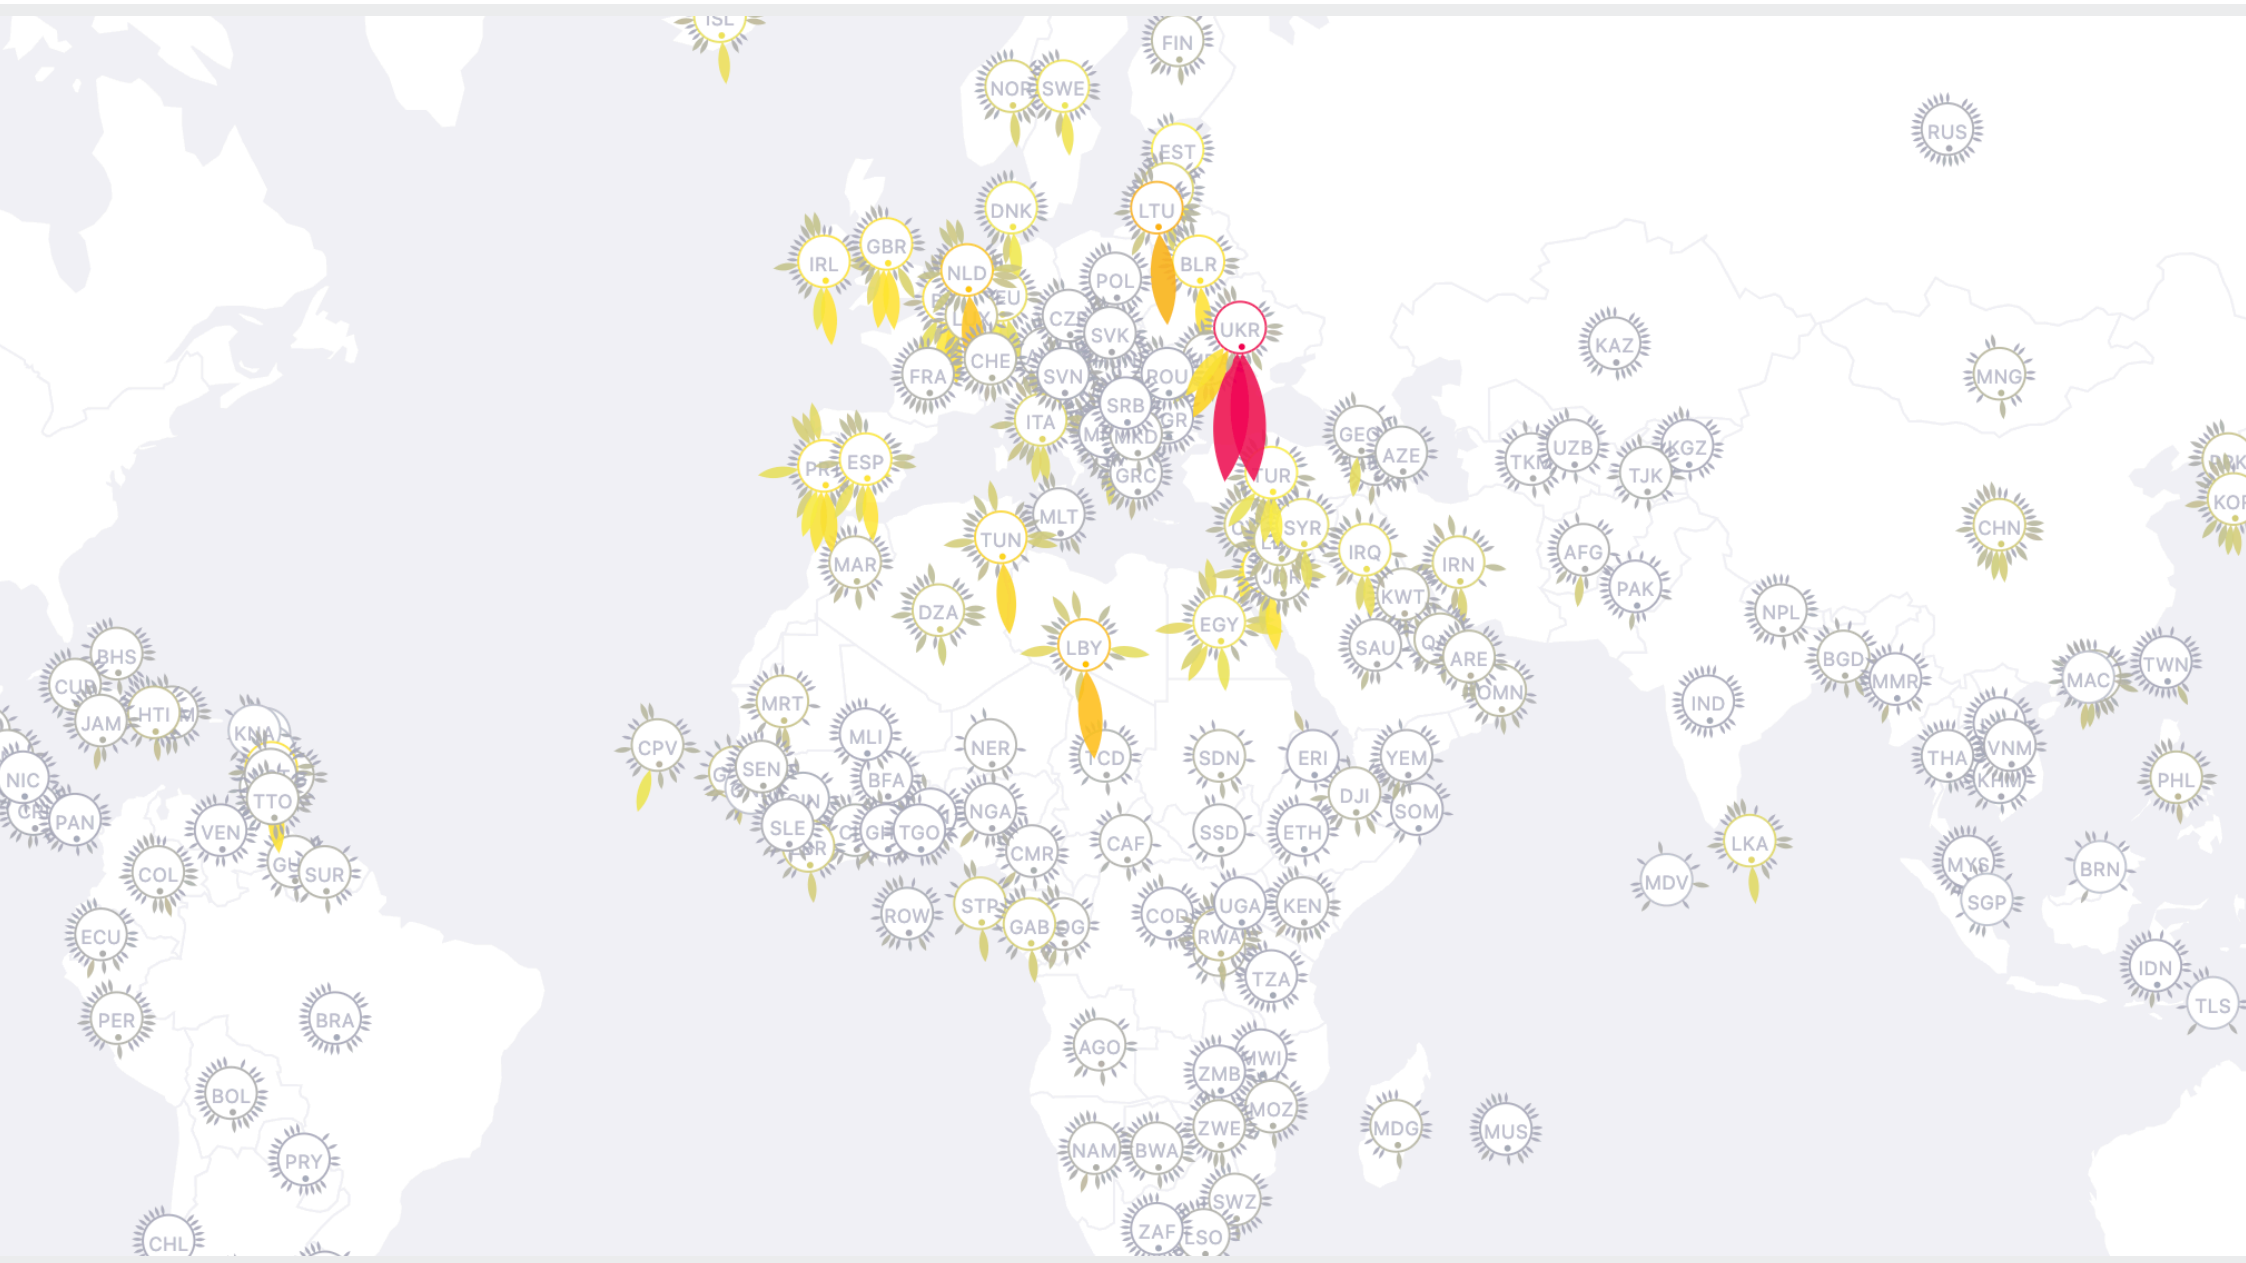 ISL
FIN
NOR
SWE
RUS
EST
DNK
LTU
GBR
IRL
NLD
BLR
POL
UKR
SVK
KAZ
CHE
FRA
SVN
ROU
MNG
SRB
ITA
MKD
GEO
AZE
UZB
KGZ
ESP
GRC
TUR
TJK
MLT
SYR
CHN
TUN
IRQ
AFG
MAR
IRN
PAK
KWT
DZA
EGY
NPL
LBY
SAU
ARE
BGD
TWN
BHS
MMR
MAC
CUB
OMN
MRT
IND
HTI
JAM
KNA
MLI
CPV
NER
TCD
SDN
ERI
YEM
VNM
THA
SEN
BFA
NIC
PHL
DJI
TTO
NGA
SOM
PAN
VEN
SLE
TGO
SSD
ETH
CAF
LKA
CMR
MYS
BRN
COL
SUR
MDV
SGP
STP
UGA
KEN
ROW
COD
GAB
ECU
RWA
IDN
TZA
TLS
PER
BRA
AGO
MWI
ZMB
BOL
MOZ
ZWE
MDG
MUS
NAM
BWA
PRY
SWZ
ZAF
LSO
CHL